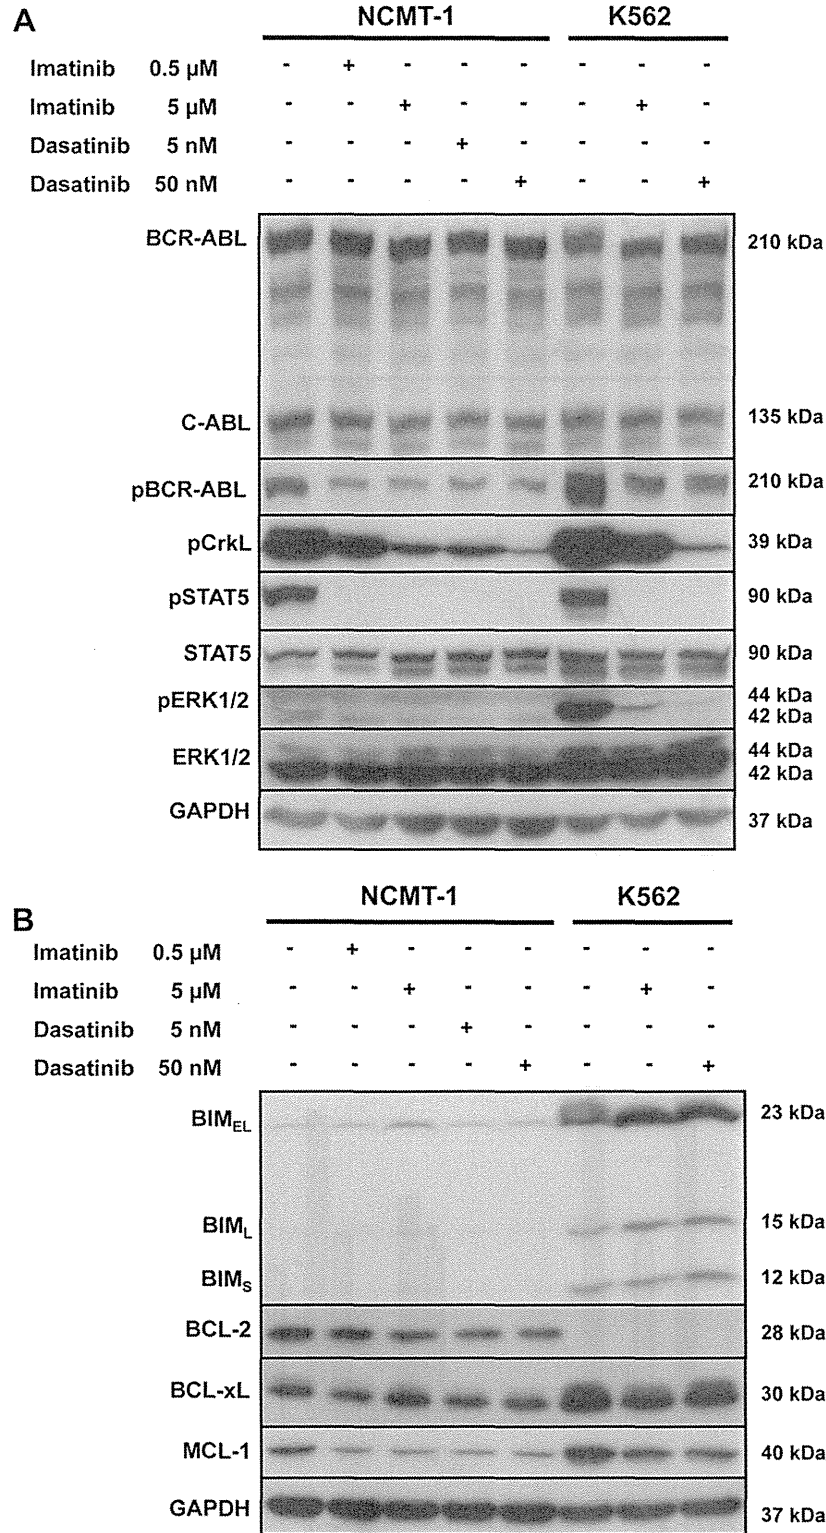 A
NCMT-1 K562
Imatinib 0.5 µM - + - - - - - -
Imatinib 5 µM - - + - - - + -
Dasatinib 5 nM - - - + - - - -
Dasatinib 50 nM - - - - + - - +
BCR-ABL 210 kDa
C-ABL 135 kDa
pBCR-ABL 210 kDa
pCrkL 39 kDa
pSTAT5 90 kDa
STAT5 90 kDa
pERK1/2 44 kDa
42 kDa
ERK1/2 44 kDa
42 kDa
GAPDH 37 kDa
B
NCMT-1 K562
Imatinib 0.5 µM - + - - - - - -
Imatinib 5 µM - - + - - - + -
Dasatinib 5 nM - - - + - - - -
Dasatinib 50 nM - - - - + - - +
BIMEL 23 kDa
BIML 15 kDa
BIMS 12 kDa
BCL-2 28 kDa
BCL-xL 30 kDa
MCL-1 40 kDa
GAPDH 37 kDa